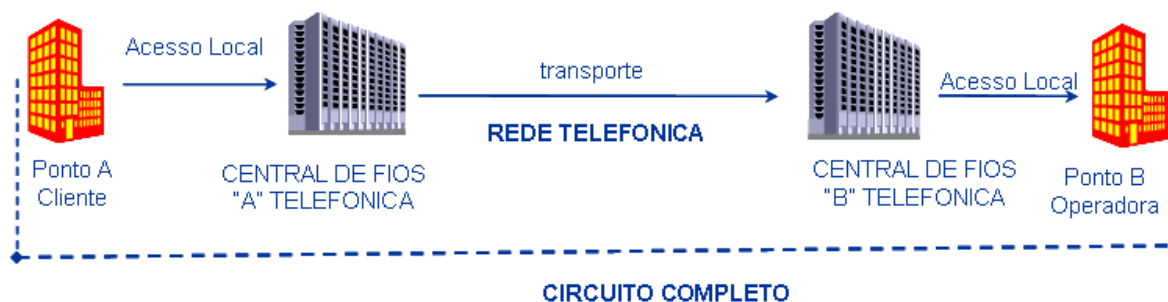 Acesso Local
transporte
Acesso Local
REDE TELEFONICA
Ponto A
Cliente
CENTRAL DE FIOS
"A" TELEFONICA
CENTRAL DE FIOS
"B" TELEFONICA
Ponto B
Operadora
CIRCUITO COMPLETO